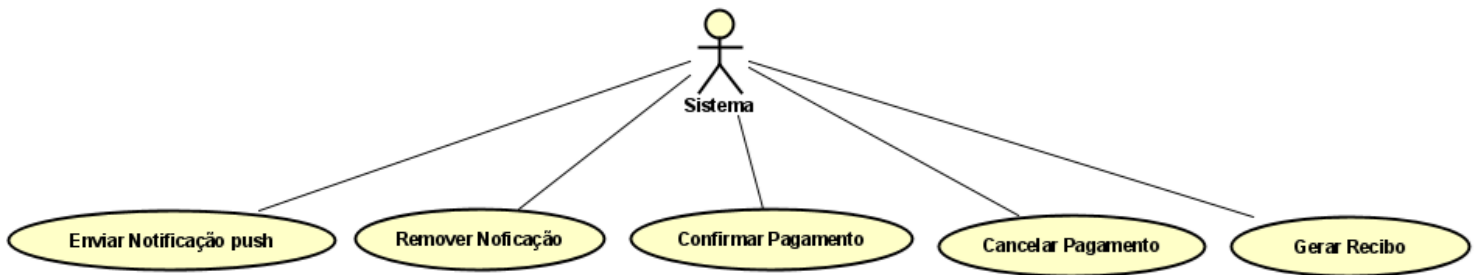 Sistema
Enviar Notificação push
Remover Noficação
Confirmar Pagamento
Cancelar Pagamento
Gerar Recibo